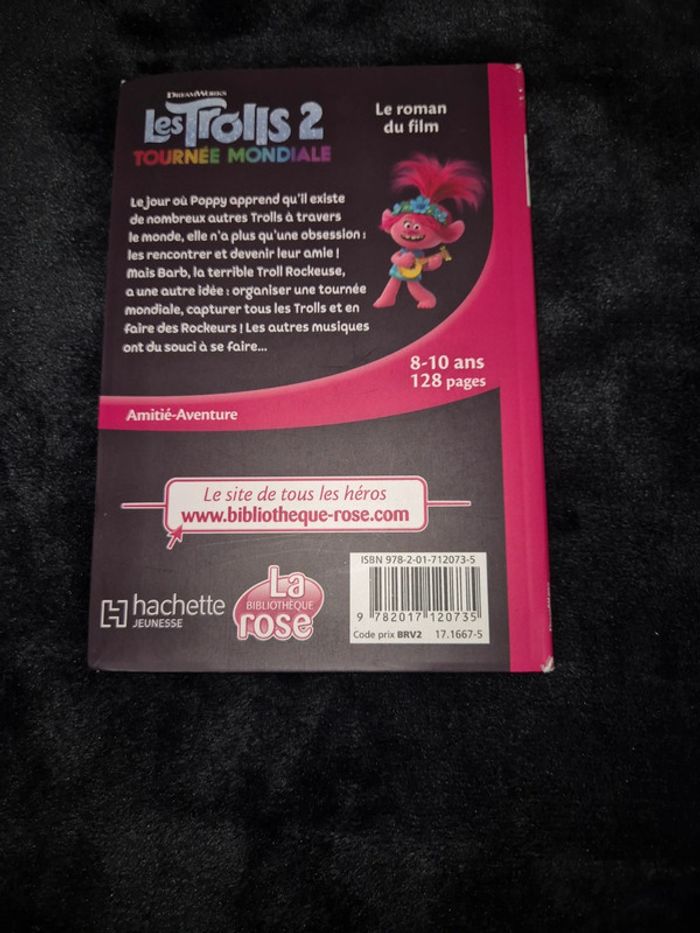 DREAMWORKS
Les Trolls 2
TOURNÉE MONDIALE
Le roman
du film
Le jour où Poppy apprend qu'il existe
de nombreux autres Trolls à travers
le monde, elle n'a plus qu'une obsession :
les rencontrer et devenir leur amie !
Mais Barb, la terrible Troll Rockeuse,
a une autre idée : organiser une tournée
mondiale, capturer tous les Trolls et en
faire des Rockeurs ! Les autres musiques
ont du souci à se faire...
8-10 ans
128 pages
Amitié-Aventure
Le site de tous les héros
www.bibliotheque-rose.com
hachette
JEUNESSE
La
BIBLIOTHÈQUE
rose
ISBN 978-2-01-712073-5
9 782017 120735
Code prix BRV2 17.1667-5